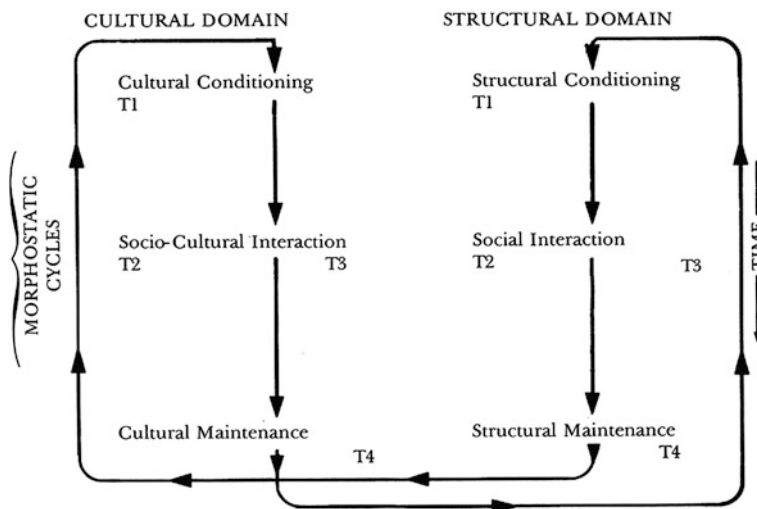 CULTURAL DOMAIN
STRUCTURAL DOMAIN
Cultural Conditioning
T1
Structural Conditioning
T1
MORPHOSTATIC
CYCLES
Socio-Cultural Interaction
T2 T3
Social Interaction
T2 T3
TIME
Cultural Maintenance
T4
Structural Maintenance
T4